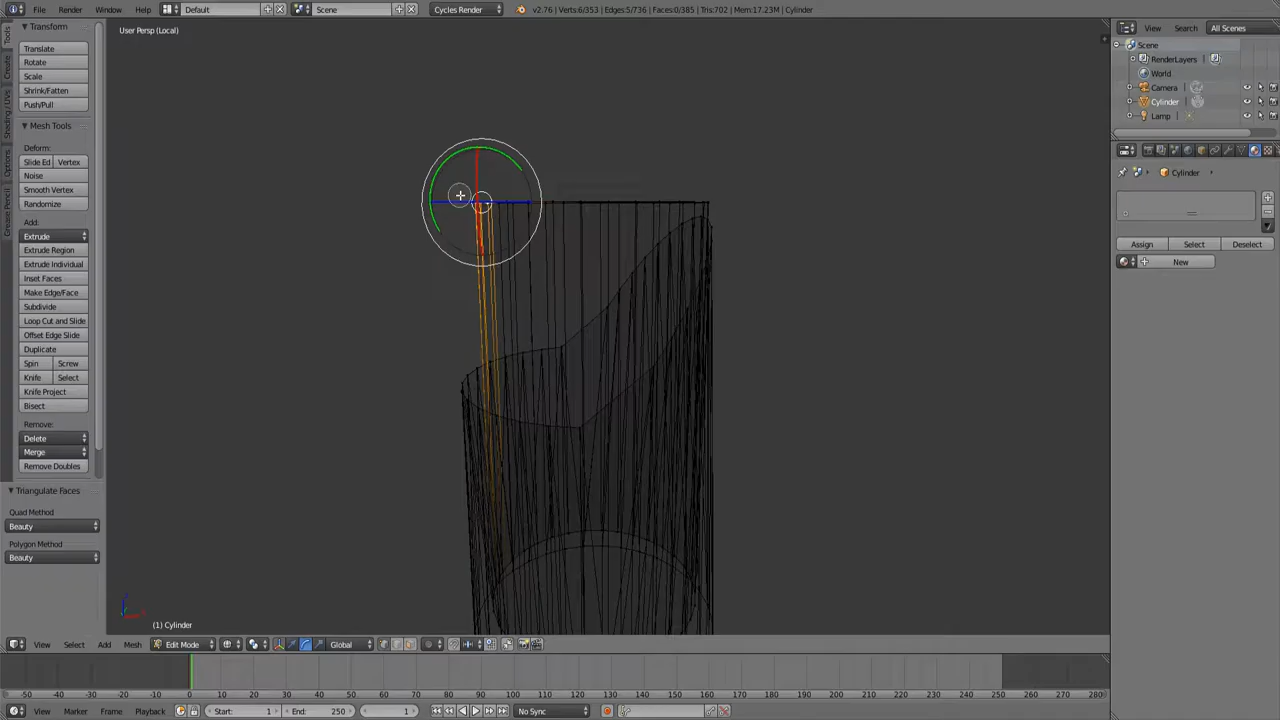 File Render Window Help Default Scene Cycles Render v2.76 | Verts:6/353 | Edges:5/736 | Faces:0/385 | Tris:702 | Mem:17.23M | Cylinder
View Search All Scenes
Tools
Create
Shading / UVs
Options
Grease Pencil
Transform
Translate
Rotate
Scale
Shrink/Fatten
Push/Pull
Mesh Tools
Deform:
Slide Ed Vertex
Noise
Smooth Vertex
Randomize
Add:
Extrude
Extrude Region
Extrude Individual
Inset Faces
Make Edge/Face
Subdivide
Loop Cut and Slide
Offset Edge Slide
Duplicate
Spin Screw
Knife Select
Knife Project
Bisect
Remove:
Delete
Merge
Remove Doubles
Triangulate Faces
Quad Method
Beauty
Polygon Method
Beauty
User Persp (Local)
(1) Cylinder
Scene
RenderLayers
World
Camera
Cylinder
Lamp
Cylinder
Assign Select Deselect
New
View Select Add Mesh Edit Mode Global
-50 -40 -30 -20 -10 0 10 20 30 40 50 60 70 80 90 100 110 120 130 140 150 160 170 180 190 200 210 220 230 240 250 260 270 280
View Marker Frame Playback Start: 1 End: 250 1 No Sync